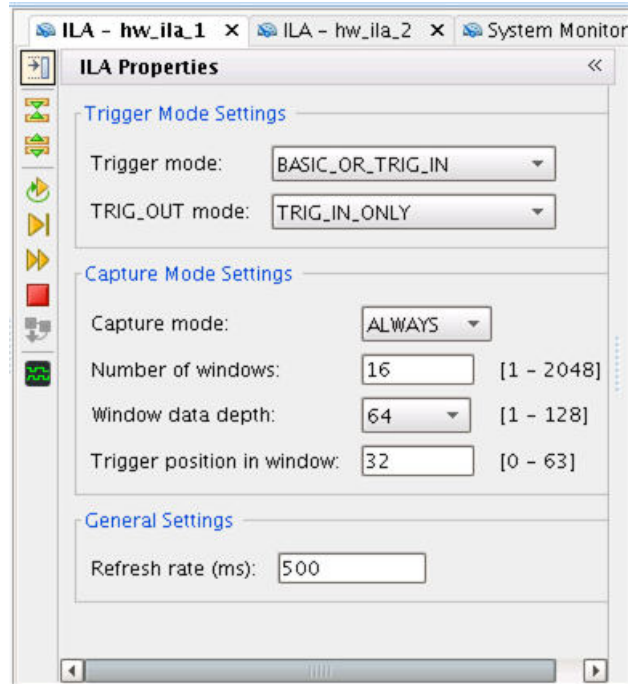 ILA - hw_ila_1 × ILA - hw_ila_2 × System Monitor
ILA Properties «
Trigger Mode Settings
Trigger mode: BASIC_OR_TRIG_IN
TRIG_OUT mode: TRIG_IN_ONLY
Capture Mode Settings
Capture mode: ALWAYS
Number of windows: 16 [1 - 2048]
Window data depth: 64 [1 - 128]
Trigger position in window: 32 [0 - 63]
General Settings
Refresh rate (ms): 500